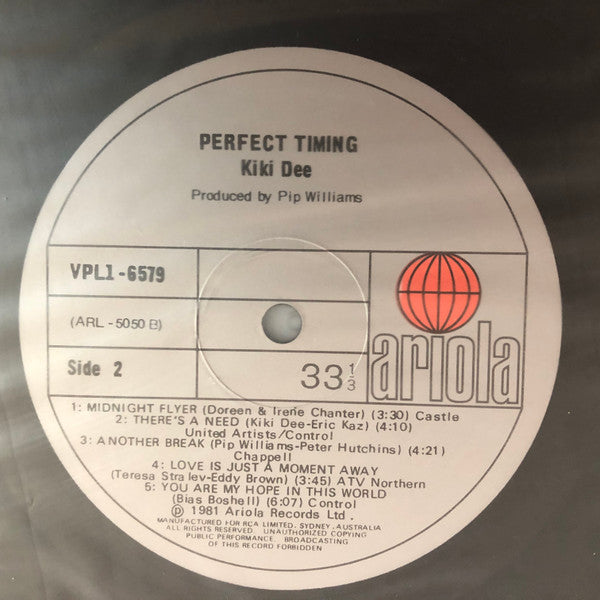 PERFECT TIMING
Kiki Dee
Produced by Pip Williams
VPL1-6579
(ARL-5050 B)
Side 2
33 1/3
ariola
1: MIDNIGHT FLYER (Doreen & Irene Chanter) (3:30) Castle
2: THERE'S A NEED (Kiki Dee-Eric Kaz) (4:10)
United Artists/Control
3: ANOTHER BREAK (Pip Williams-Peter Hutchins) (4:21)
Chappell
4: LOVE IS JUST A MOMENT AWAY
(Teresa Straley-Eddy Brown) (3:45) ATV Northern
5: YOU ARE MY HOPE IN THIS WORLD
(Bias Boshell) (6:07) Control
Ⓟ 1981 Ariola Records Ltd.
MANUFACTURED FOR RCA LIMITED, SYDNEY, AUSTRALIA
ALL RIGHTS RESERVED. UNAUTHORIZED COPYING
PUBLIC PERFORMANCE. BROADCASTING
OF THIS RECORD FORBIDDEN